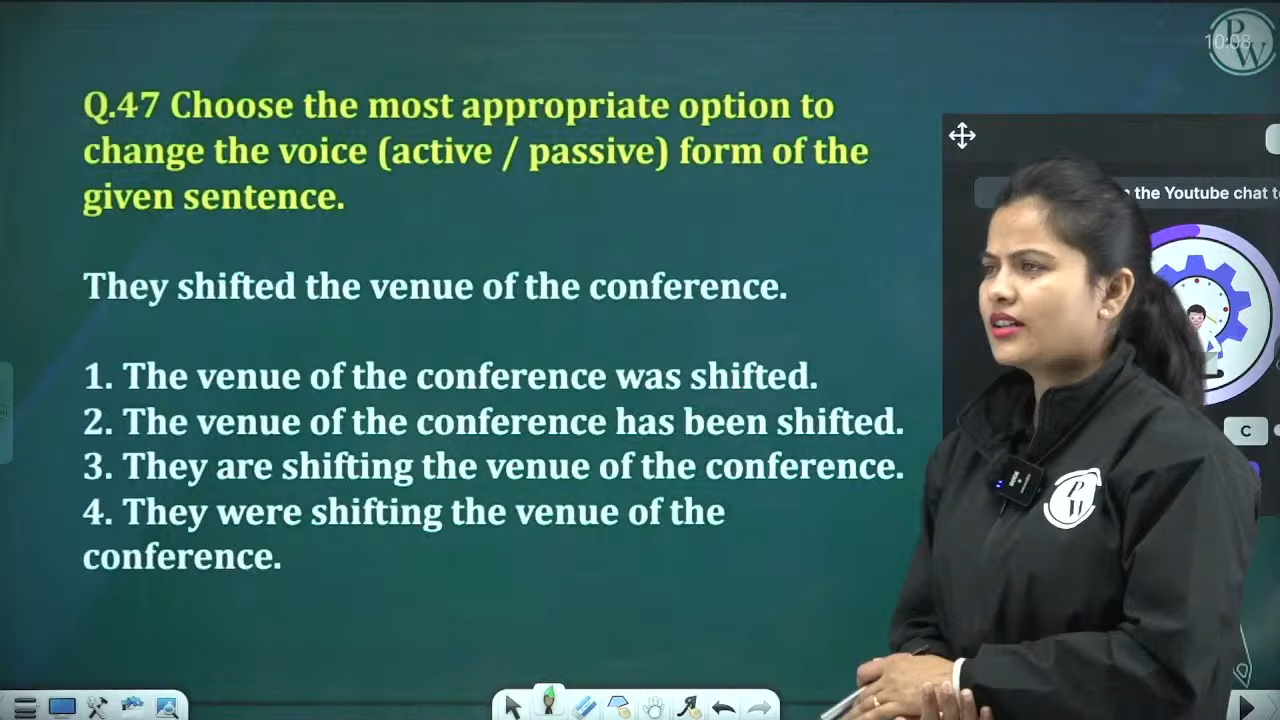 PW
10:08
Q.47 Choose the most appropriate option to
change the voice (active / passive) form of the
given sentence.
the Youtube chat t
They shifted the venue of the conference.
1. The venue of the conference was shifted.
2. The venue of the conference has been shifted.
C
3. They are shifting the venue of the conference.
PW
4. They were shifting the venue of the
conference.